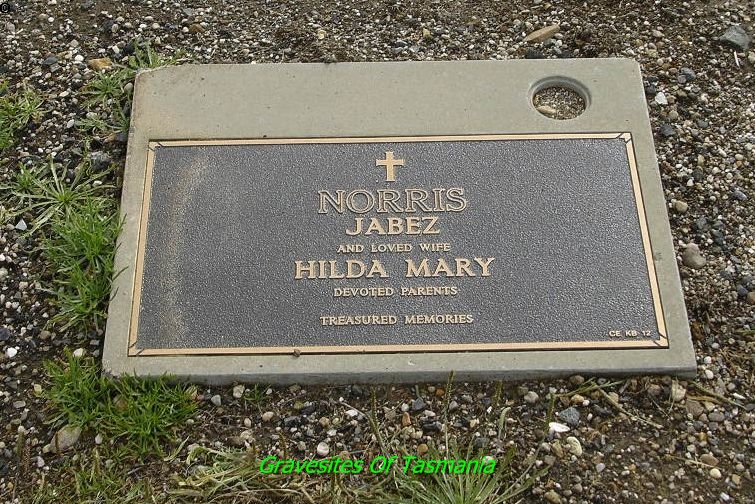 NORRIS
JABEZ
AND LOVED WIFE
HILDA MARY
DEVOTED PARENTS
TREASURED MEMORIES
CE KB 12
Gravesites Of Tasmania